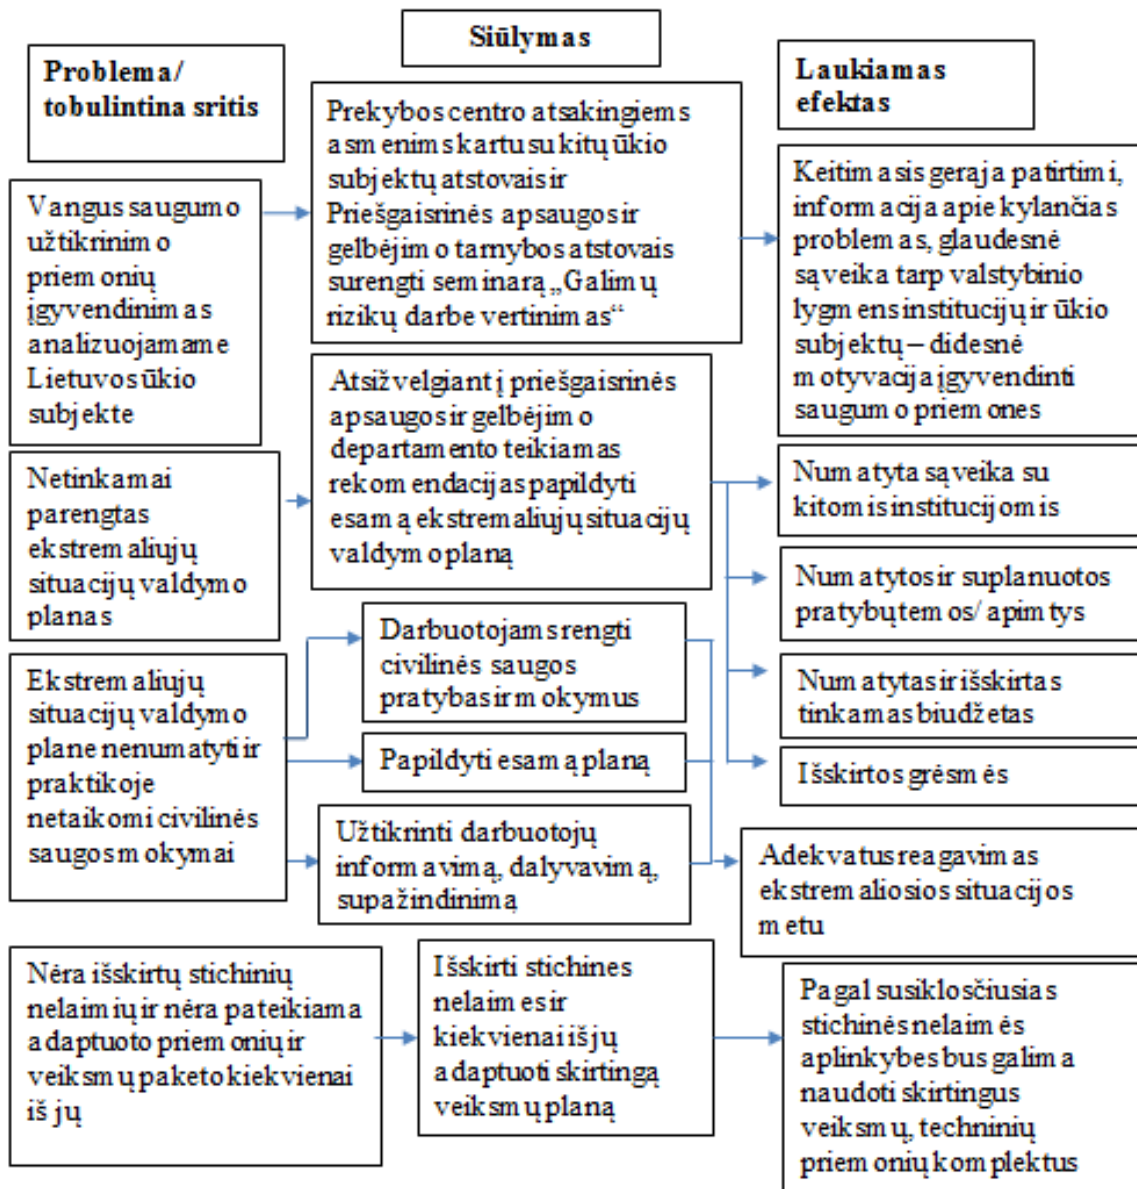 Siūlymas
Problema/
tobulintina sritis
Laukiamas
efektas
Vangus saugumo
užtikrinimo
priemonių
įgyvendinimas
analizuojamame
Lietuvos ūkio
subjekte
Prekybos centro atsakingiems
asmenims kartu su kitų ūkio
subjektų atstovais ir
Priešgaisrinės apsaugos ir
gelbėjimo tarnybos atstovais
surengti seminarą „Galimų
rizikų darbe vertinimas“
Keitimasis gerąja patirtimi,
informacija apie kylančias
problemas, glaudesnė
sąveika tarp valstybinio
lygmens institucijų ir ūkio
subjektų – didesnė
motyvacija įgyvendinti
saugumo priemones
Netinkamai
parengtas
ekstremaliųjų
situacijų valdymo
planas
Atsižvelgiant į priešgaisrinės
apsaugos ir gelbėjimo
departamento teikiamas
rekomendacijas papildyti
esamą ekstremaliųjų situacijų
valdymo planą
Numatyta sąveika su
kitomis institucijomis
Numatytos ir suplanuotos
pratybų temos/ apimtys
Numatytas ir išskirtas
tinkamas biudžetas
Išskirtos grėsmės
Ekstremaliųjų
situacijų valdymo
plane nenumatyti ir
praktikoje
netaikomi civilinės
saugos mokymai
Darbuotojams rengti
civilinės saugos
pratybas ir mokymus
Papildyti esamą planą
Užtikrinti darbuotojų
informavimą, dalyvavimą,
supažindinimą
Adekvatus reagavimas
ekstremaliosios situacijos
metu
Nėra išskirtų stichinių
nelaimių ir nėra pateikiama
adaptuoto priemonių ir
veiksmų paketo kiekvienai
iš jų
Išskirti stichines
nelaimes ir
kiekvienai iš jų
adaptuoti skirtingą
veiksmų planą
Pagal susiklosčiusias
stichinės nelaimės
aplinkybes bus galima
naudoti skirtingus
veiksmų, techninių
priemonių komplektus